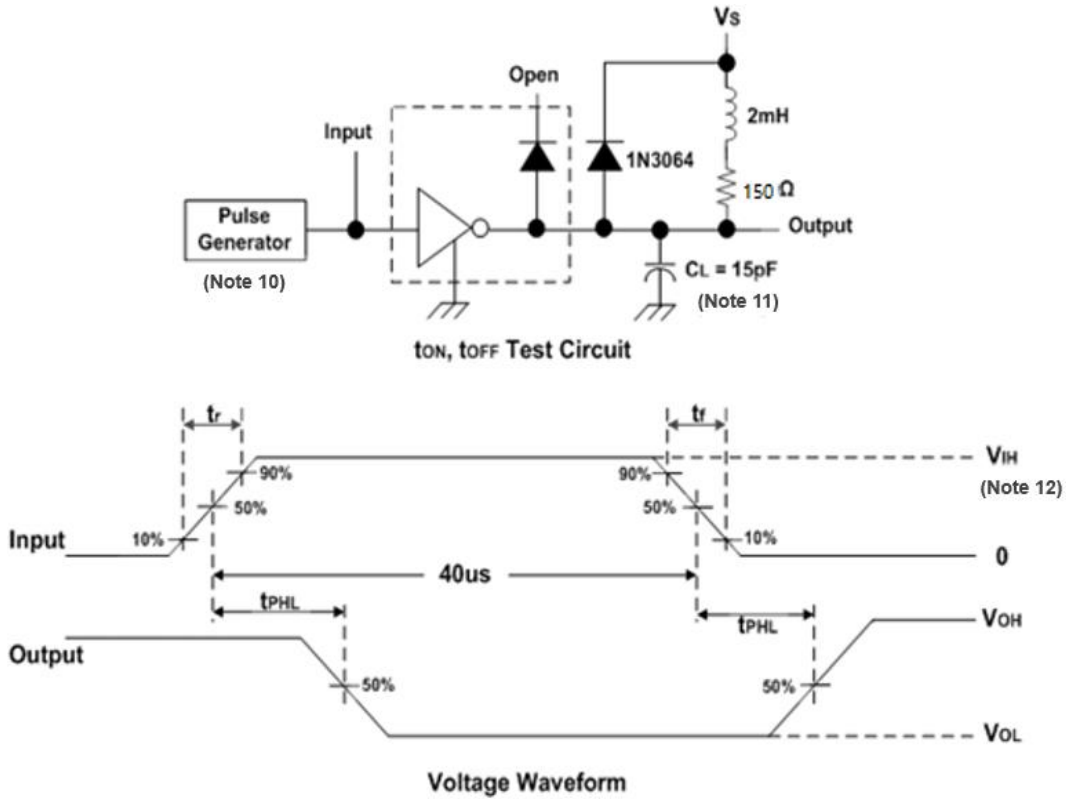 Vs
Open
Input
2mH
1N3064
150 Ω
Pulse
Generator
Output
(Note 10)
CL = 15pF
(Note 11)
tON, tOFF Test Circuit
tr
tf
90%
90%
VIH
(Note 12)
50%
50%
Input
10%
10%
0
40us
tPHL
tPHL
VOH
Output
50%
50%
VOL
Voltage Waveform